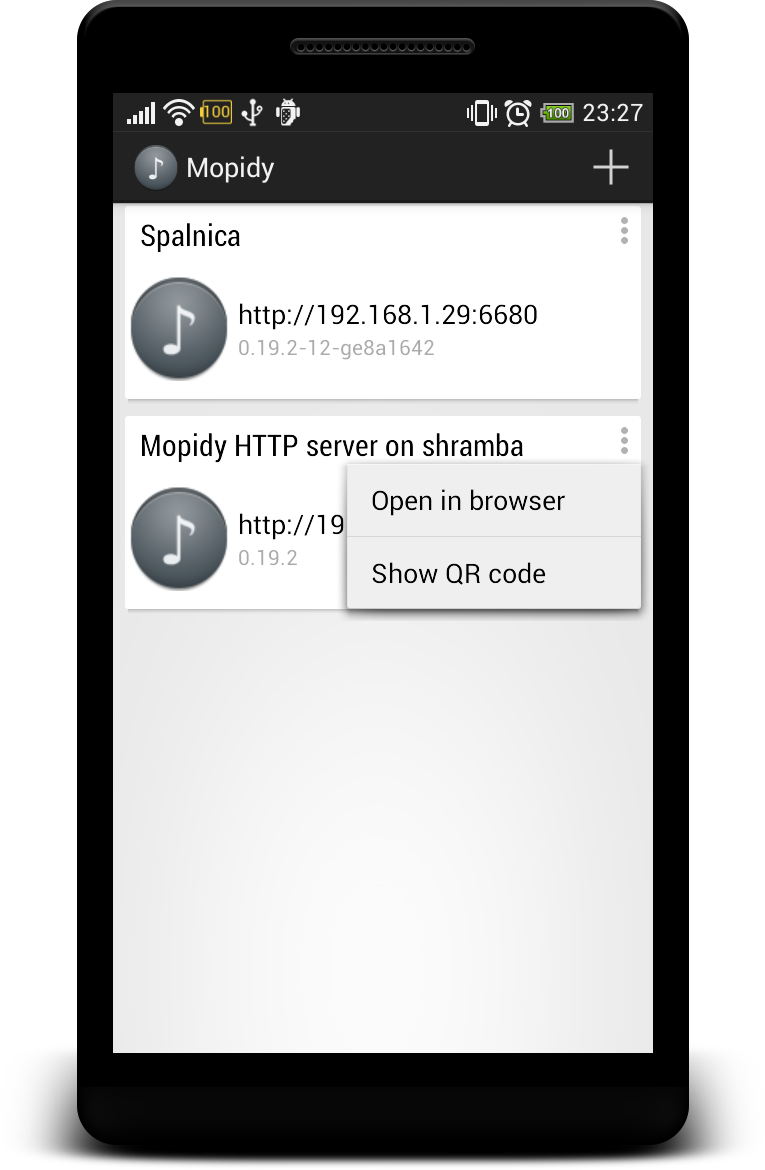 100
100
23:27
Mopidy
Spalnica
http://192.168.1.29:6680
0.19.2-12-ge8a1642
Mopidy HTTP server on shramba
http://19
0.19.2
Open in browser
Show QR code